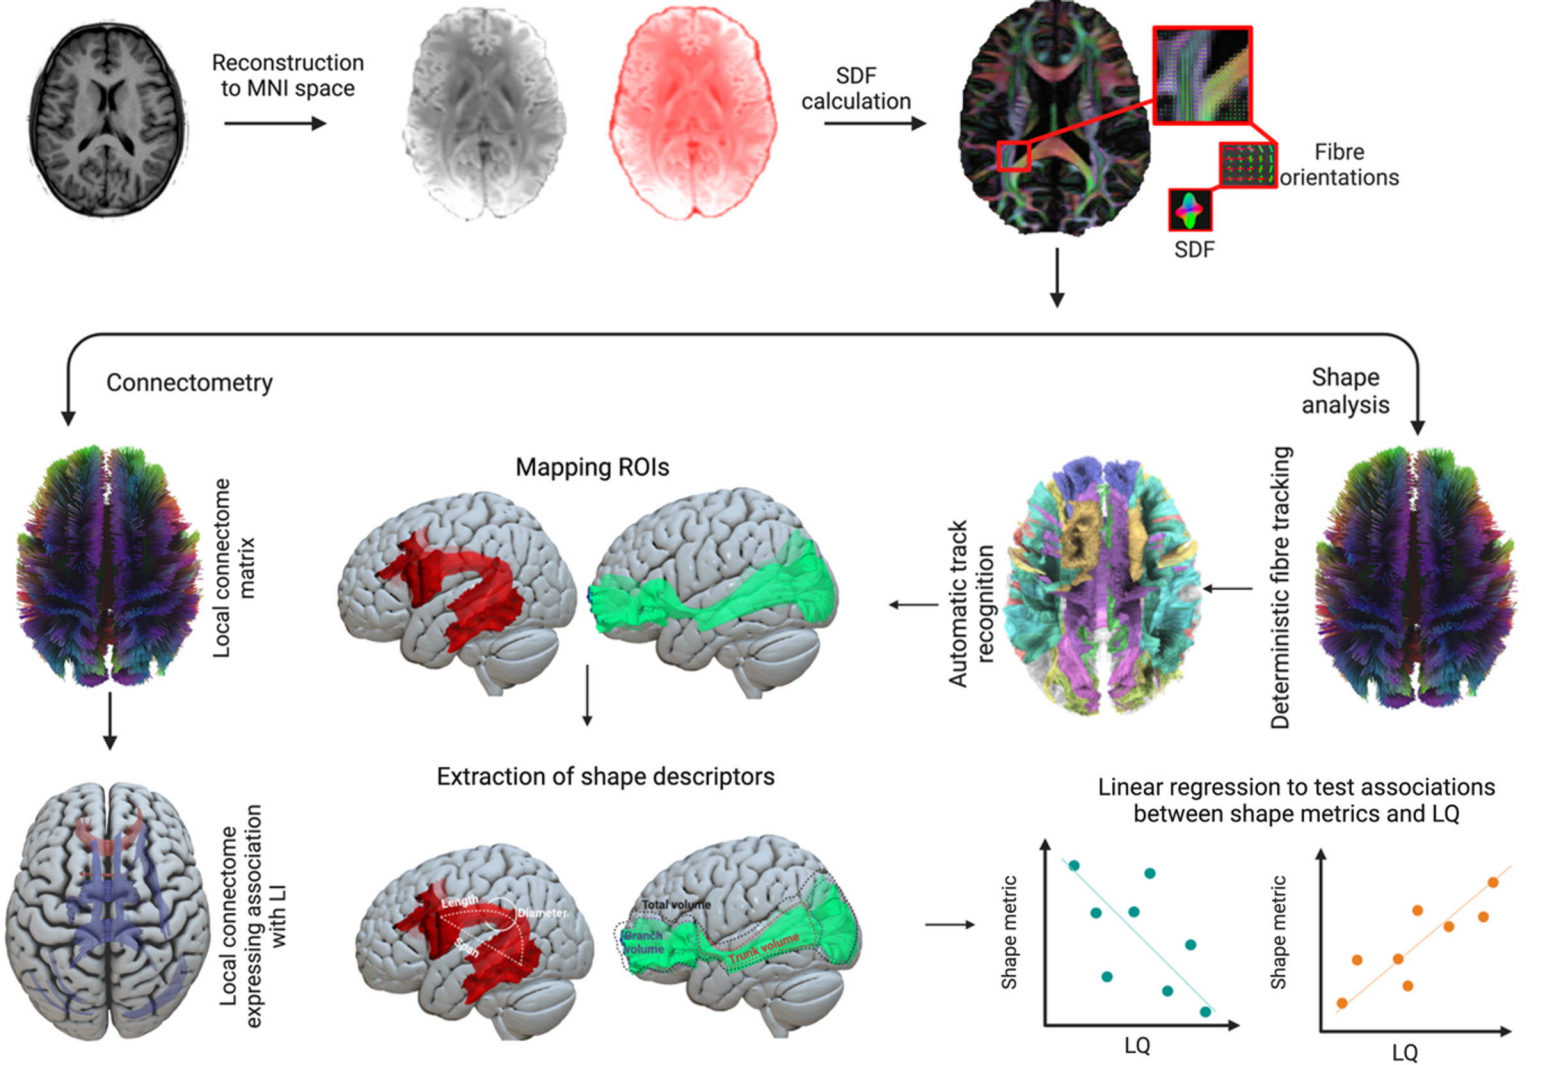 Reconstruction
to MNI space
SDF
calculation
Fibre
orientations
SDF
Connectometry
Shape
analysis
Local connectome
matrix
Mapping ROIs
Automatic track
recognition
Deterministic fibre tracking
Local connectome
expressing association
with LI
Extraction of shape descriptors
Length
Diameter
Span
Total volume
Branch
volume
Trunk volume
Linear regression to test associations
between shape metrics and LQ
Shape metric
LQ
Shape metric
LQ